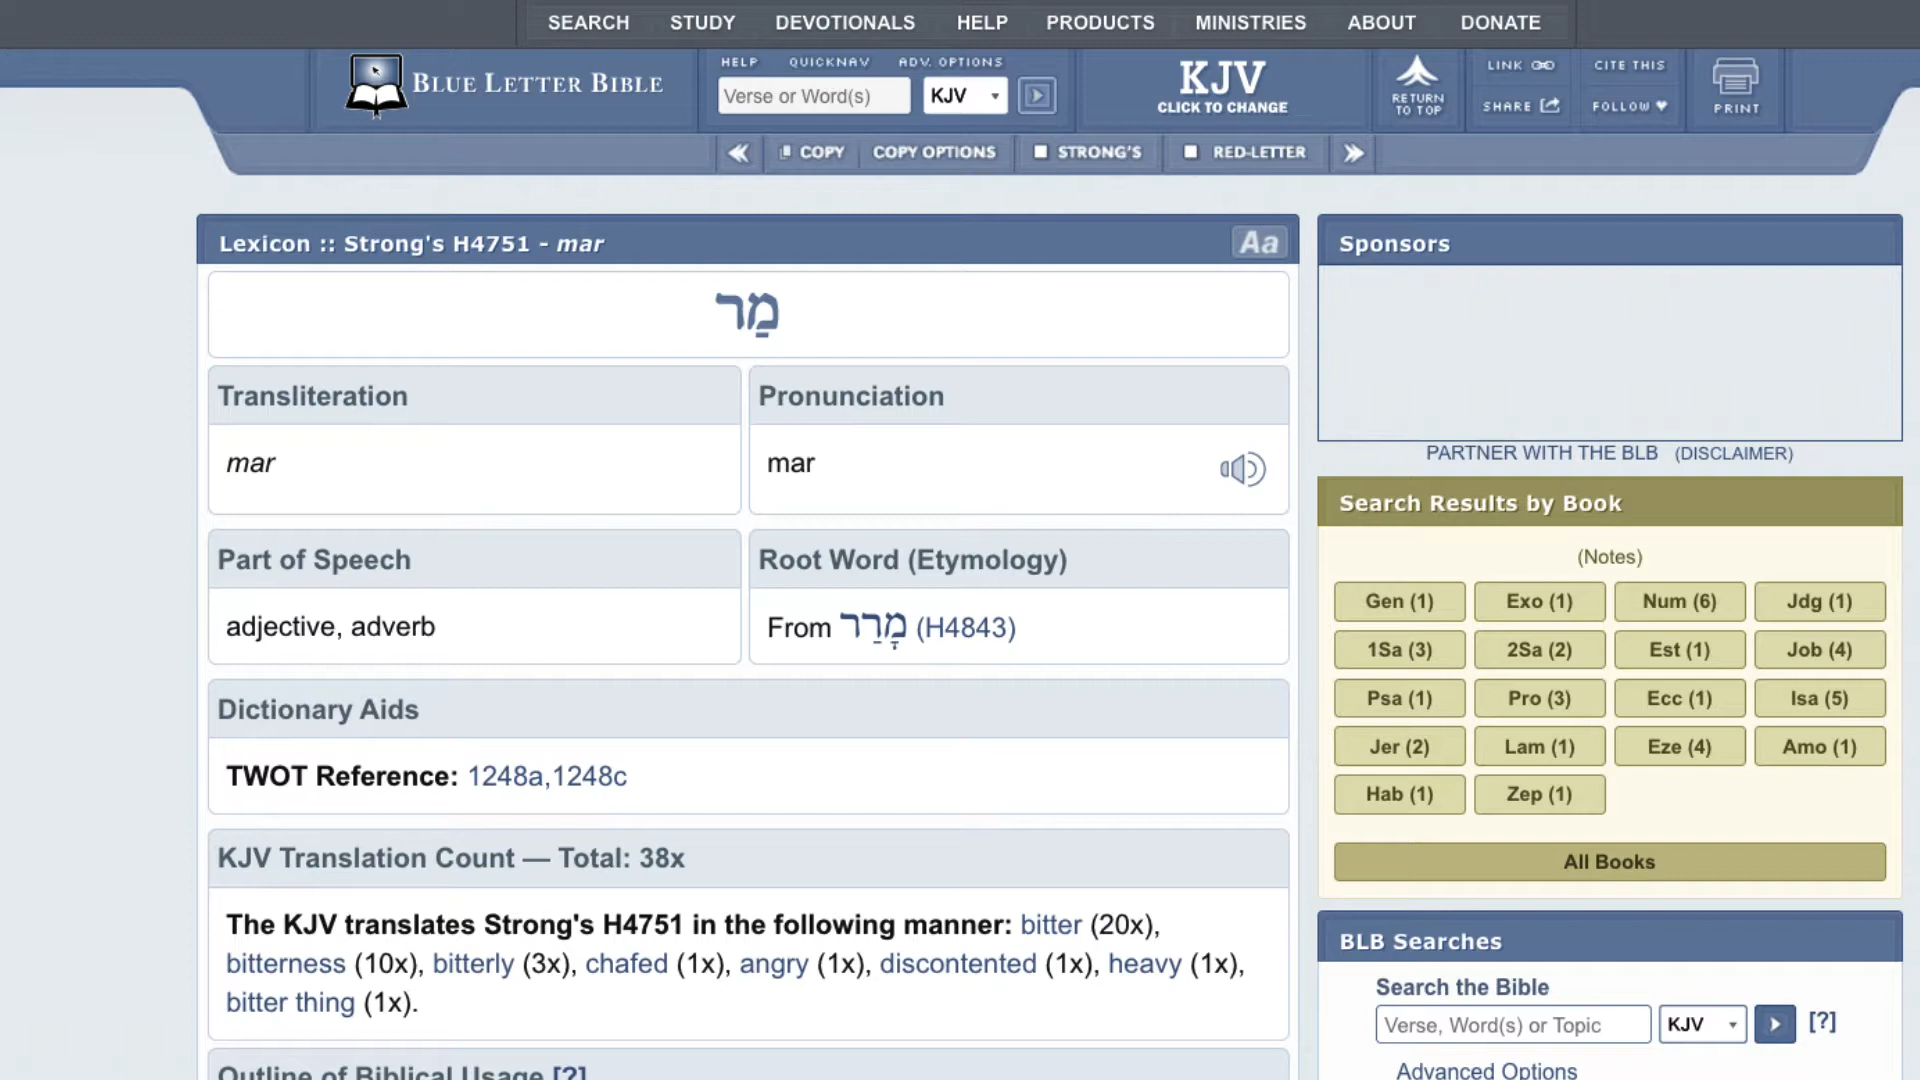 SEARCH STUDY DEVOTIONALS HELP PRODUCTS MINISTRIES ABOUT DONATE
BLUE LETTER BIBLE
HELP QUICKNAV ADV. OPTIONS
Verse or Word(s) KJV
KJV
CLICK TO CHANGE
RETURN
TO TOP
LINK
SHARE
CITE THIS
FOLLOW
PRINT
COPY COPY OPTIONS STRONG'S RED-LETTER
Lexicon :: Strong's H4751 - mar Aa
מַר
Transliteration
mar
Pronunciation
mar
Part of Speech
adjective, adverb
Root Word (Etymology)
From מָרַר (H4843)
Dictionary Aids
TWOT Reference: 1248a,1248c
KJV Translation Count — Total: 38x
The KJV translates Strong's H4751 in the following manner: bitter (20x),
bitterness (10x), bitterly (3x), chafed (1x), angry (1x), discontented (1x), heavy (1x),
bitter thing (1x).
Outline of Biblical Usage [?]
Sponsors
PARTNER WITH THE BLB (DISCLAIMER)
Search Results by Book
(Notes)
Gen (1) Exo (1) Num (6) Jdg (1)
1Sa (3) 2Sa (2) Est (1) Job (4)
Psa (1) Pro (3) Ecc (1) Isa (5)
Jer (2) Lam (1) Eze (4) Amo (1)
Hab (1) Zep (1)
All Books
BLB Searches
Search the Bible
Verse, Word(s) or Topic KJV [?]
Advanced Options